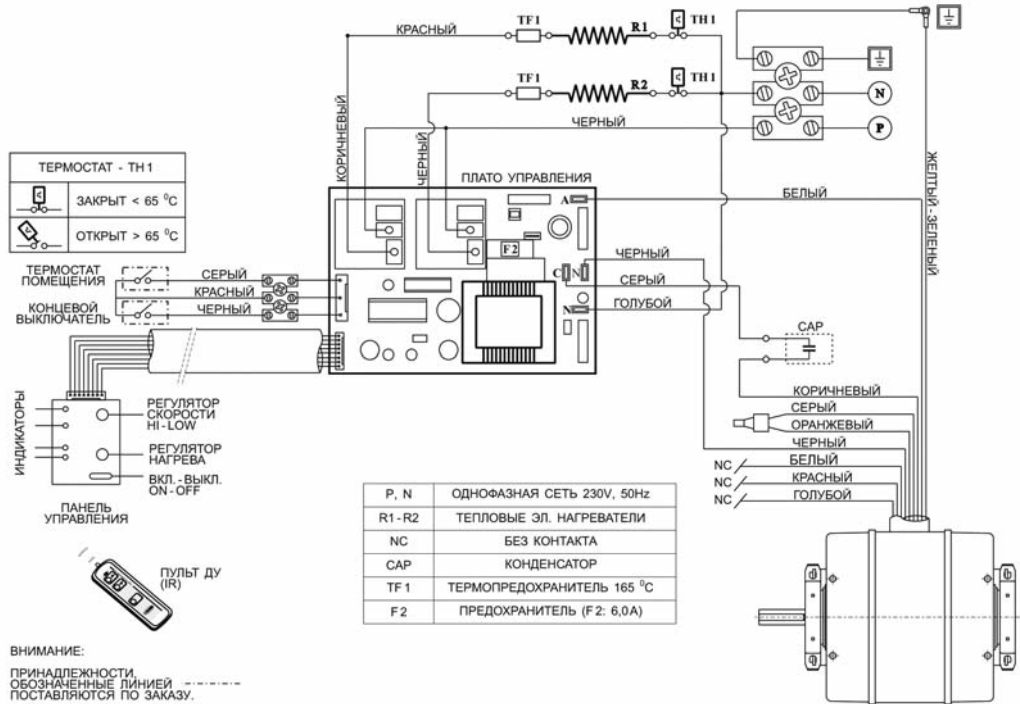 TF1
R1
TH1
КРАСНЫЙ
TF1
R2
TH1
N
P
ЧЕРНЫЙ
КОРИЧНЕВЫЙ
ЧЕРНЫЙ
ЖЕЛТЫЙ-ЗЕЛЕНЫЙ
ТЕРМОСТАТ - TH1
ЗАКРЫТ < 65 ⁰C
ОТКРЫТ > 65 ⁰C
ПЛАТО УПРАВЛЕНИЯ
A
БЕЛЫЙ
F2
C
N
N
ЧЕРНЫЙ
СЕРЫЙ
ГОЛУБОЙ
ТЕРМОСТАТ
ПОМЕЩЕНИЯ
СЕРЫЙ
КРАСНЫЙ
ЧЕРНЫЙ
КОНЦЕВОЙ
ВЫКЛЮЧАТЕЛЬ
CAP
ИНДИКАТОРЫ
РЕГУЛЯТОР
СКОРОСТИ
HI-LOW
РЕГУЛЯТОР
НАГРЕВА
ВКЛ.-ВЫКЛ.
ON-OFF
ПАНЕЛЬ
УПРАВЛЕНИЯ
КОРИЧНЕВЫЙ
СЕРЫЙ
ОРАНЖЕВЫЙ
ЧЕРНЫЙ
NC
БЕЛЫЙ
NC
КРАСНЫЙ
NC
ГОЛУБОЙ
P, N ОДНОФАЗНАЯ СЕТЬ 230V, 50Hz
R1-R2 ТЕПЛОВЫЕ ЭЛ. НАГРЕВАТЕЛИ
NC БЕЗ КОНТАКТА
CAP КОНДЕНСАТОР
TF1 ТЕРМОПРЕДОХРАНИТЕЛЬ 165 ⁰C
F2 ПРЕДОХРАНИТЕЛЬ (F2: 6,0A)
ПУЛЬТ ДУ
(IR)
ВНИМАНИЕ:
ПРИНАДЛЕЖНОСТИ,
ОБОЗНАЧЕННЫЕ ЛИНИЕЙ
ПОСТАВЛЯЮТСЯ ПО ЗАКАЗУ.